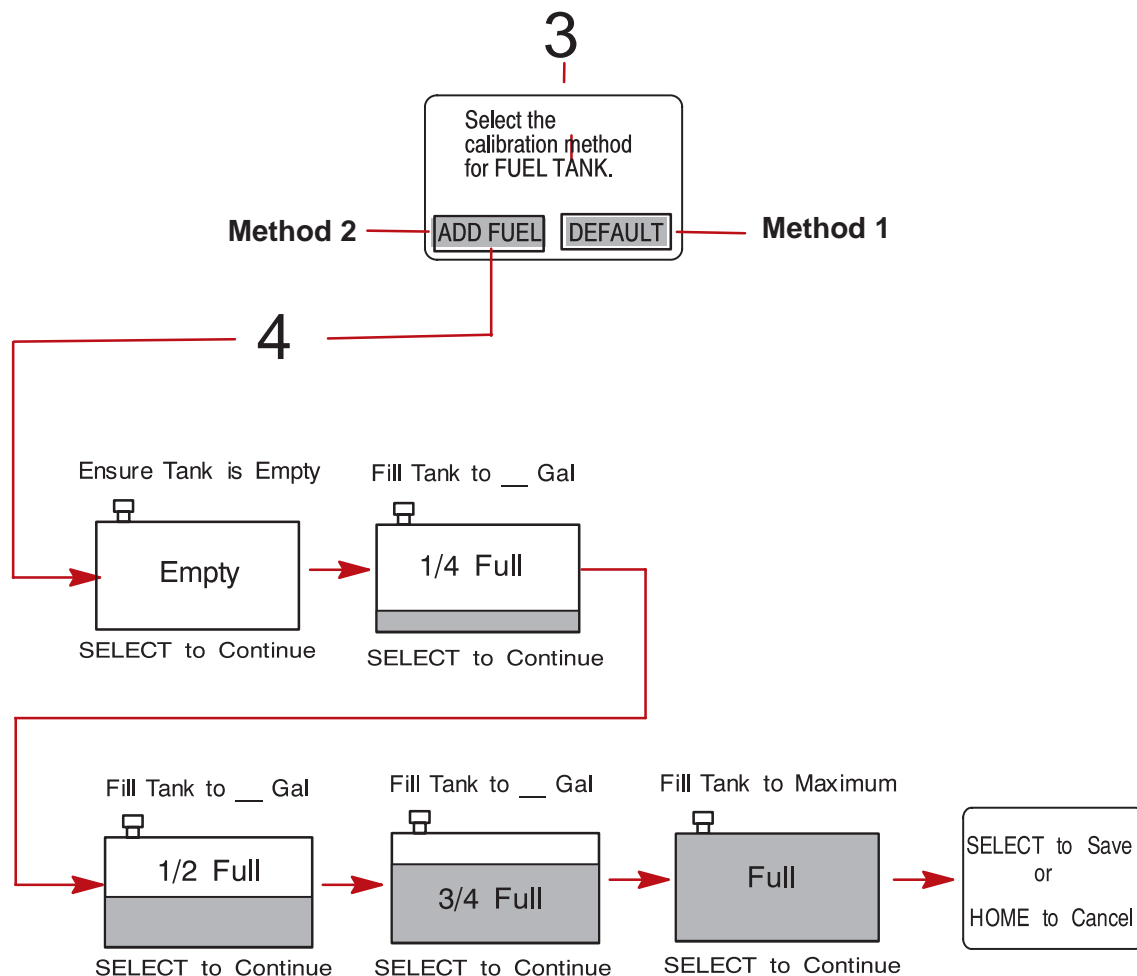 3
Select the
calibration method
for FUEL TANK.
Method 2
ADD FUEL
DEFAULT
Method 1
4
Ensure Tank is Empty
Fill Tank to __ Gal
Empty
1/4 Full
SELECT to Continue
SELECT to Continue
Fill Tank to __ Gal
Fill Tank to __ Gal
Fill Tank to Maximum
1/2 Full
3/4 Full
Full
SELECT to Save
or
HOME to Cancel
SELECT to Continue
SELECT to Continue
SELECT to Continue